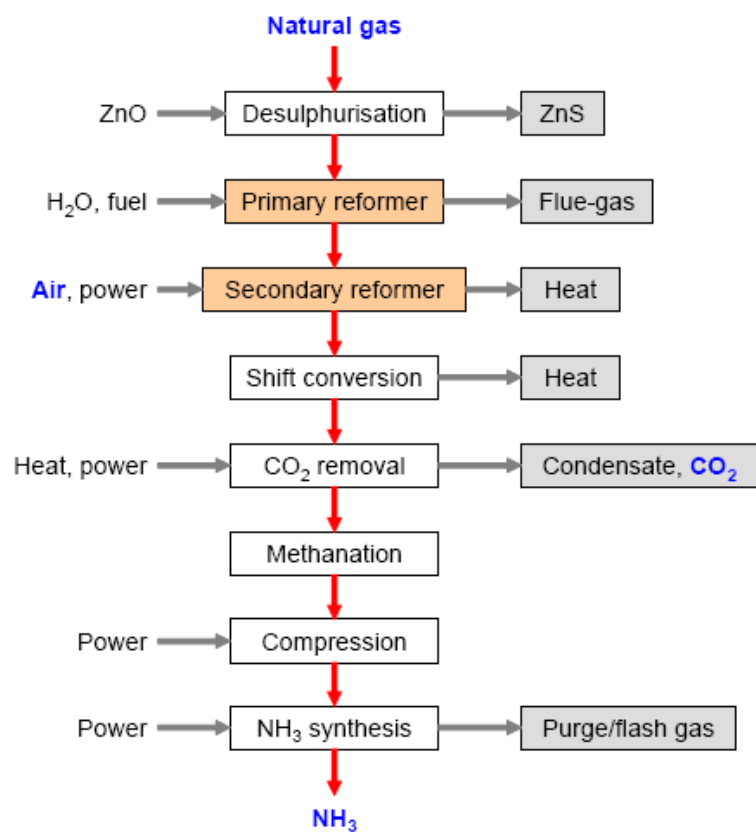 Natural gas
ZnO Desulphurisation ZnS
H₂O, fuel Primary reformer Flue-gas
Air, power Secondary reformer Heat
Shift conversion Heat
Heat, power CO₂ removal Condensate, CO₂
Methanation
Power Compression
Power NH₃ synthesis Purge/flash gas
NH₃